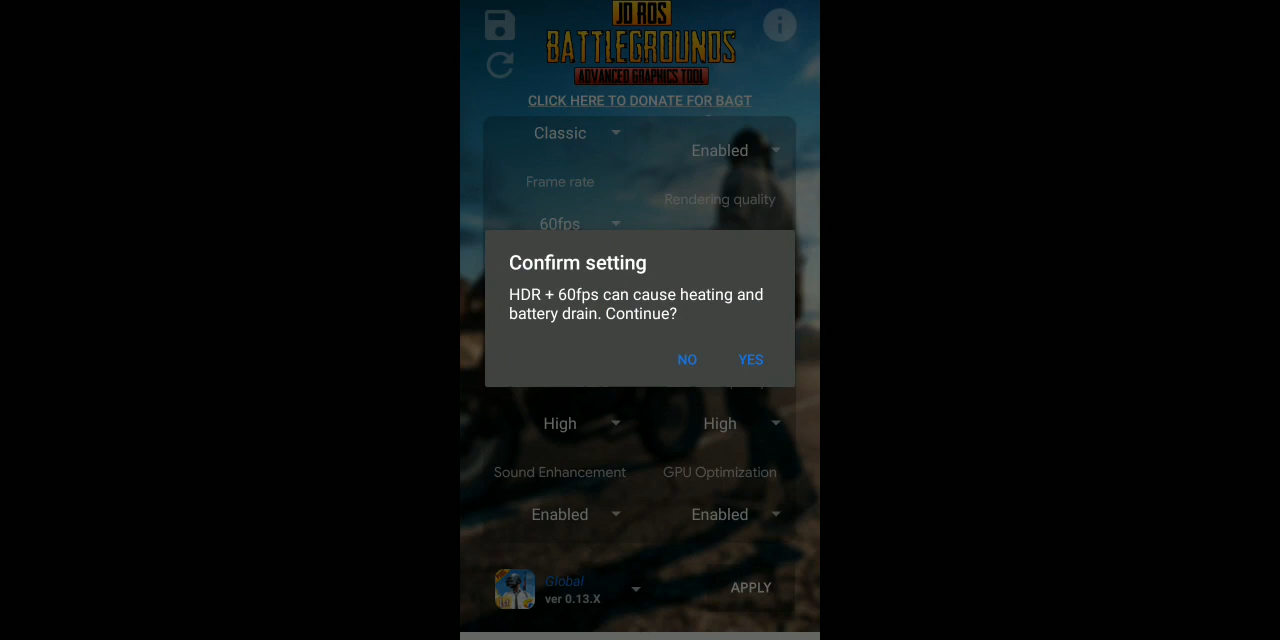 JO ROS
BATTLEGROUNDS
ADVANCED GRAPHICS TOOL
CLICK HERE TO DONATE FOR BAGT
Classic
Enabled
Frame rate
Rendering quality
60fps
Confirm setting
HDR + 60fps can cause heating and
battery drain. Continue?
NO YES
High High
Sound Enhancement GPU Optimization
Enabled Enabled
Global
ver 0.13.X
APPLY